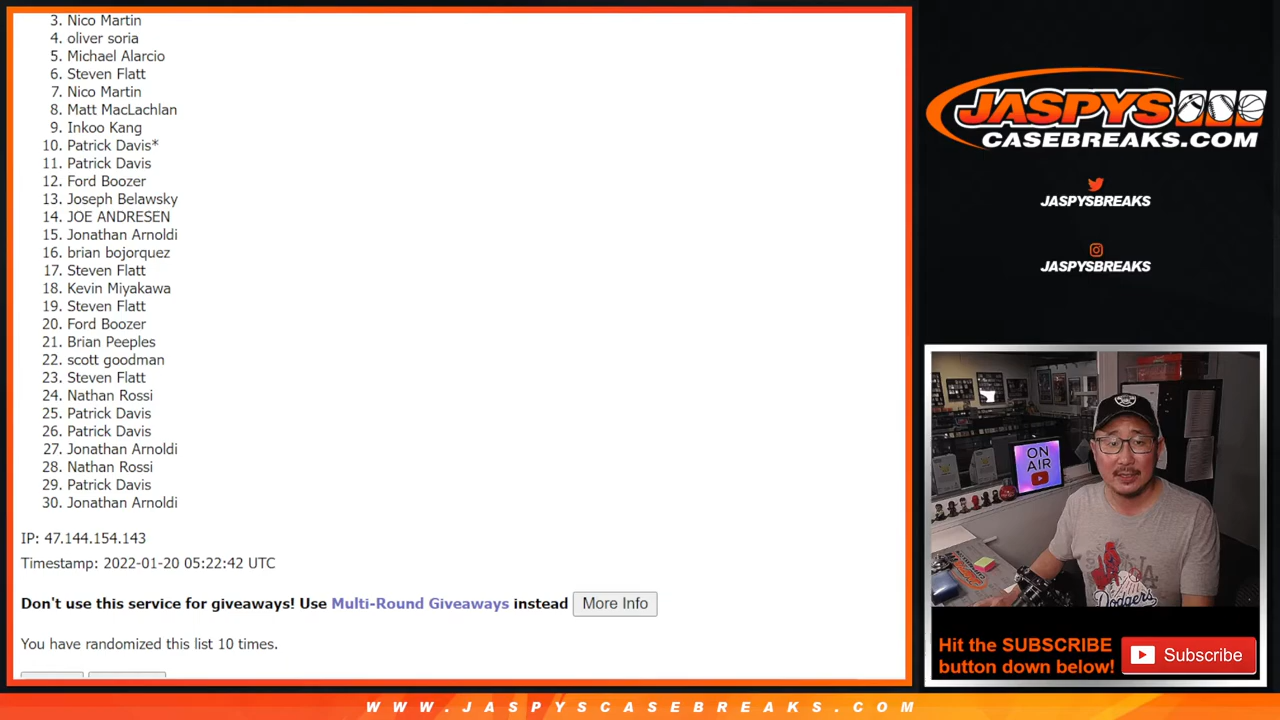 3. Nico Martin
4. oliver soria
5. Michael Alarcio
6. Steven Flatt
7. Nico Martin
8. Matt MacLachlan
9. Inkoo Kang
10. Patrick Davis*
11. Patrick Davis
12. Ford Boozer
13. Joseph Belawsky
14. JOE ANDRESEN
15. Jonathan Arnoldi
16. brian bojorquez
17. Steven Flatt
18. Kevin Miyakawa
19. Steven Flatt
20. Ford Boozer
21. Brian Peeples
22. scott goodman
23. Steven Flatt
24. Nathan Rossi
25. Patrick Davis
26. Patrick Davis
27. Jonathan Arnoldi
28. Nathan Rossi
29. Patrick Davis
30. Jonathan Arnoldi
IP: 47.144.154.143
Timestamp: 2022-01-20 05:22:42 UTC
Don't use this service for giveaways! Use Multi-Round Giveaways instead More Info
You have randomized this list 10 times.
JASPYS
CASEBREAKS.COM
JASPYSBREAKS
JASPYSBREAKS
ON
AIR
Dodgers
Hit the SUBSCRIBE
button down below!
Subscribe
WWW.JASPYSCASEBREAKS.COM